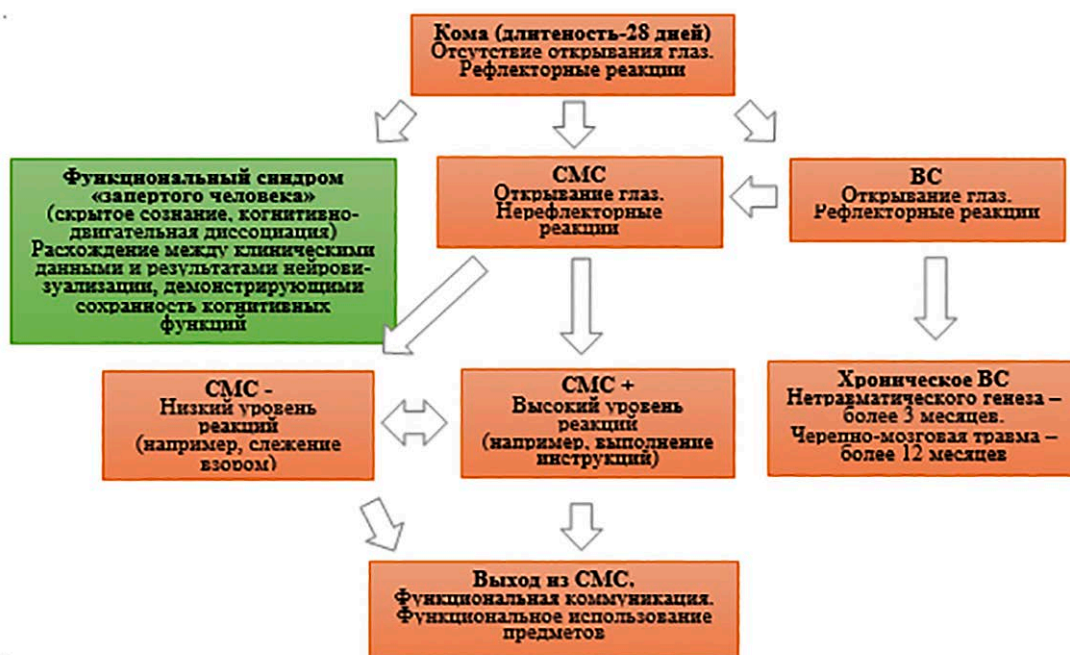 Кома (длитеность-28 дней)
Отсутствие открывания глаз.
Рефлекторные реакции
Функциональный синдром
«запертого человека»
(скрытое сознание, когнитивно-
двигательная диссоциация)
Расхождение между клиническими
данными и результатами нейрови-
зуализации, демонстрирующими
сохранность когнитивных
функций
СМС
Открывание глаз.
Нерефлекторные
реакции
ВС
Открывание глаз.
Рефлекторные реакции
СМС -
Низкий уровень
реакций
(например, слежение
взором)
СМС +
Высокий уровень
реакций
(например, выполнение
инструкций)
Хроническое ВС
Нетравматического генеза –
более 3 месяцев.
Черепно-мозговая травма –
более 12 месяцев
Выход из СМС.
Функциональная коммуникация.
Функциональное использование
предметов